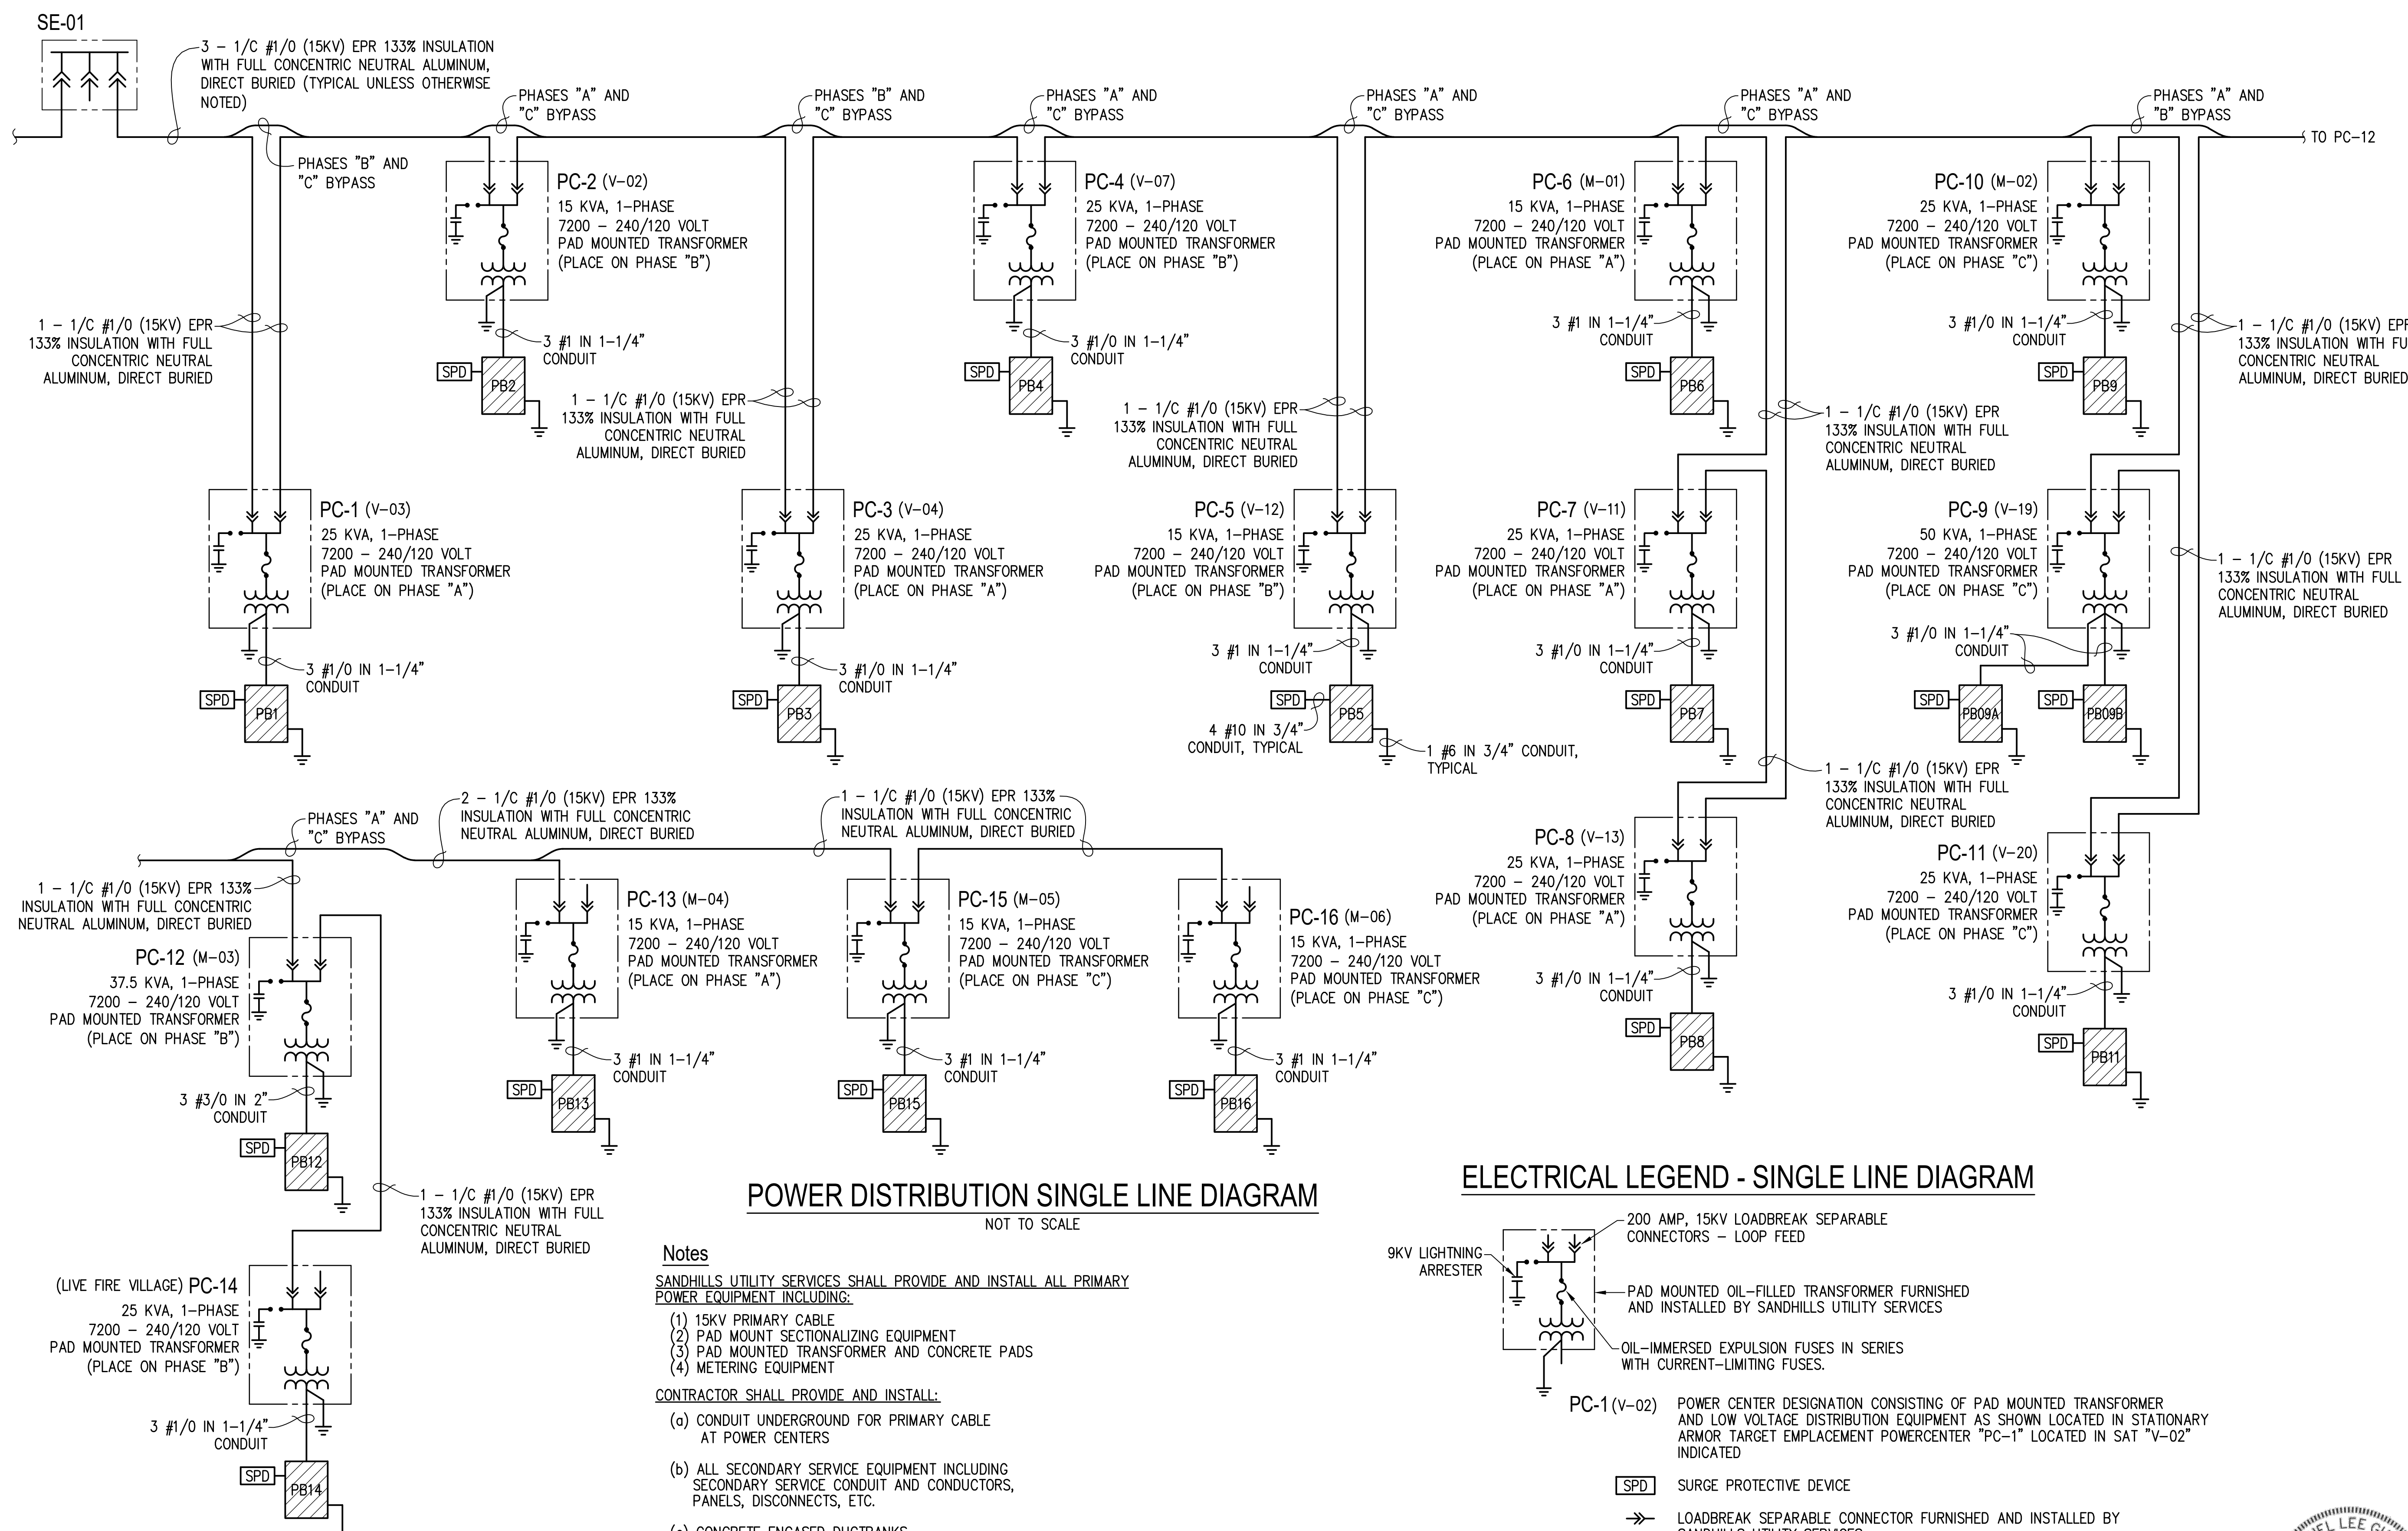 SE-01
3 – 1/C #1/0 (15KV) EPR 133% INSULATION
WITH FULL CONCENTRIC NEUTRAL ALUMINUM,
DIRECT BURIED (TYPICAL UNLESS OTHERWISE
NOTED)
PHASES "B" AND
"C" BYPASS
PHASES "A" AND
"C" BYPASS
PHASES "B" AND
"C" BYPASS
PHASES "A" AND
"C" BYPASS
PHASES "A" AND
"C" BYPASS
PHASES "A" AND
"C" BYPASS
PHASES "A" AND
"B" BYPASS
TO PC-12
PC-2 (V-02)
15 KVA, 1-PHASE
7200 – 240/120 VOLT
PAD MOUNTED TRANSFORMER
(PLACE ON PHASE "B")
3 #1 IN 1-1/4"
CONDUIT
SPD
PB2
PC-4 (V-07)
25 KVA, 1-PHASE
7200 – 240/120 VOLT
PAD MOUNTED TRANSFORMER
(PLACE ON PHASE "B")
3 #1/0 IN 1-1/4"
CONDUIT
SPD
PB4
PC-6 (M-01)
15 KVA, 1-PHASE
7200 – 240/120 VOLT
PAD MOUNTED TRANSFORMER
(PLACE ON PHASE "A")
3 #1 IN 1-1/4"
CONDUIT
SPD
PB6
PC-10 (M-02)
25 KVA, 1-PHASE
7200 – 240/120 VOLT
PAD MOUNTED TRANSFORMER
(PLACE ON PHASE "C")
3 #1/0 IN 1-1/4"
CONDUIT
SPD
PB9
1 – 1/C #1/0 (15KV) EPR
133% INSULATION WITH FULL
CONCENTRIC NEUTRAL
ALUMINUM, DIRECT BURIED
1 – 1/C #1/0 (15KV) EPR
133% INSULATION WITH FULL
CONCENTRIC NEUTRAL
ALUMINUM, DIRECT BURIED
1 – 1/C #1/0 (15KV) EPR
133% INSULATION WITH FULL
CONCENTRIC NEUTRAL
ALUMINUM, DIRECT BURIED
1 – 1/C #1/0 (15KV) EPR
133% INSULATION WITH FULL
CONCENTRIC NEUTRAL
ALUMINUM, DIRECT BURIED
1 – 1/C #1/0 (15KV)
133% INSULATION WITH
CONCENTRIC NEUTRAL
ALUMINUM, DIRECT BURIED
PC-1 (V-03)
25 KVA, 1-PHASE
7200 – 240/120 VOLT
PAD MOUNTED TRANSFORMER
(PLACE ON PHASE "A")
3 #1/0 IN 1-1/4"
CONDUIT
SPD
PB1
PC-3 (V-04)
25 KVA, 1-PHASE
7200 – 240/120 VOLT
PAD MOUNTED TRANSFORMER
(PLACE ON PHASE "A")
3 #1/0 IN 1-1/4"
CONDUIT
SPD
PB3
PC-5 (V-12)
15 KVA, 1-PHASE
7200 – 240/120 VOLT
PAD MOUNTED TRANSFORMER
(PLACE ON PHASE "B")
3 #1 IN 1-1/4"
CONDUIT
SPD
PB5
4 #10 IN 3/4"
CONDUIT, TYPICAL
1 #6 IN 3/4" CONDUIT,
TYPICAL
PC-7 (V-11)
25 KVA, 1-PHASE
7200 – 240/120 VOLT
PAD MOUNTED TRANSFORMER
(PLACE ON PHASE "A")
3 #1/0 IN 1-1/4"
CONDUIT
SPD
PB7
1 – 1/C #1/0 (15KV) EPR
133% INSULATION WITH FULL
CONCENTRIC NEUTRAL
ALUMINUM, DIRECT BURIED
PC-9 (V-19)
50 KVA, 1-PHASE
7200 – 240/120 VOLT
PAD MOUNTED TRANSFORMER
(PLACE ON PHASE "C")
3 #1/0 IN 1-1/4"
CONDUIT
SPD
PB09A
SPD
PB09B
1 – 1/C #1/0 (15KV) EPR
133% INSULATION WITH FULL
CONCENTRIC NEUTRAL
ALUMINUM, DIRECT BURIED
PHASES "A" AND
"C" BYPASS
2 – 1/C #1/0 (15KV) EPR 133%
INSULATION WITH FULL CONCENTRIC
NEUTRAL ALUMINUM, DIRECT BURIED
1 – 1/C #1/0 (15KV) EPR 133%
INSULATION WITH FULL CONCENTRIC
NEUTRAL ALUMINUM, DIRECT BURIED
1 – 1/C #1/0 (15KV) EPR 133%
INSULATION WITH FULL CONCENTRIC
NEUTRAL ALUMINUM, DIRECT BURIED
PC-12 (M-03)
37.5 KVA, 1-PHASE
7200 – 240/120 VOLT
PAD MOUNTED TRANSFORMER
(PLACE ON PHASE "B")
3 #3/0 IN 2"
CONDUIT
SPD
PB12
PC-13 (M-04)
15 KVA, 1-PHASE
7200 – 240/120 VOLT
PAD MOUNTED TRANSFORMER
(PLACE ON PHASE "A")
3 #1 IN 1-1/4"
CONDUIT
SPD
PB13
PC-15 (M-05)
15 KVA, 1-PHASE
7200 – 240/120 VOLT
PAD MOUNTED TRANSFORMER
(PLACE ON PHASE "C")
3 #1 IN 1-1/4"
CONDUIT
SPD
PB15
PC-16 (M-06)
15 KVA, 1-PHASE
7200 – 240/120 VOLT
PAD MOUNTED TRANSFORMER
(PLACE ON PHASE "C")
3 #1 IN 1-1/4"
CONDUIT
SPD
PB16
PC-8 (V-13)
25 KVA, 1-PHASE
7200 – 240/120 VOLT
PAD MOUNTED TRANSFORMER
(PLACE ON PHASE "A")
3 #1/0 IN 1-1/4"
CONDUIT
SPD
PB8
PC-11 (V-20)
25 KVA, 1-PHASE
7200 – 240/120 VOLT
PAD MOUNTED TRANSFORMER
(PLACE ON PHASE "C")
3 #1/0 IN 1-1/4"
CONDUIT
SPD
PB11
1 – 1/C #1/0 (15KV) EPR
133% INSULATION WITH FULL
CONCENTRIC NEUTRAL
ALUMINUM, DIRECT BURIED
(LIVE FIRE VILLAGE) PC-14
25 KVA, 1-PHASE
7200 – 240/120 VOLT
PAD MOUNTED TRANSFORMER
(PLACE ON PHASE "B")
3 #1/0 IN 1-1/4"
CONDUIT
SPD
PB14
POWER DISTRIBUTION SINGLE LINE DIAGRAM
NOT TO SCALE
Notes
SANDHILLS UTILITY SERVICES SHALL PROVIDE AND INSTALL ALL PRIMARY
POWER EQUIPMENT INCLUDING:
(1) 15KV PRIMARY CABLE
(2) PAD MOUNT SECTIONALIZING EQUIPMENT
(3) PAD MOUNTED TRANSFORMER AND CONCRETE PADS
(4) METERING EQUIPMENT
CONTRACTOR SHALL PROVIDE AND INSTALL:
(a) CONDUIT UNDERGROUND FOR PRIMARY CABLE
AT POWER CENTERS
(b) ALL SECONDARY SERVICE EQUIPMENT INCLUDING
SECONDARY SERVICE CONDUIT AND CONDUCTORS,
PANELS, DISCONNECTS, ETC.
(c) CONCRETE ENCASED DUCTBANKS
ELECTRICAL LEGEND - SINGLE LINE DIAGRAM
200 AMP, 15KV LOADBREAK SEPARABLE
CONNECTORS – LOOP FEED
9KV LIGHTNING
ARRESTER
PAD MOUNTED OIL-FILLED TRANSFORMER FURNISHED
AND INSTALLED BY SANDHILLS UTILITY SERVICES
OIL-IMMERSED EXPULSION FUSES IN SERIES
WITH CURRENT-LIMITING FUSES.
PC-1 (V-02) POWER CENTER DESIGNATION CONSISTING OF PAD MOUNTED TRANSFORMER
AND LOW VOLTAGE DISTRIBUTION EQUIPMENT AS SHOWN LOCATED IN STATIONARY
ARMOR TARGET EMPLACEMENT POWERCENTER "PC-1" LOCATED IN SAT "V-02"
INDICATED
SPD SURGE PROTECTIVE DEVICE
LOADBREAK SEPARABLE CONNECTOR FURNISHED AND INSTALLED BY
SANDHILLS UTILITY SERVICES
LEE